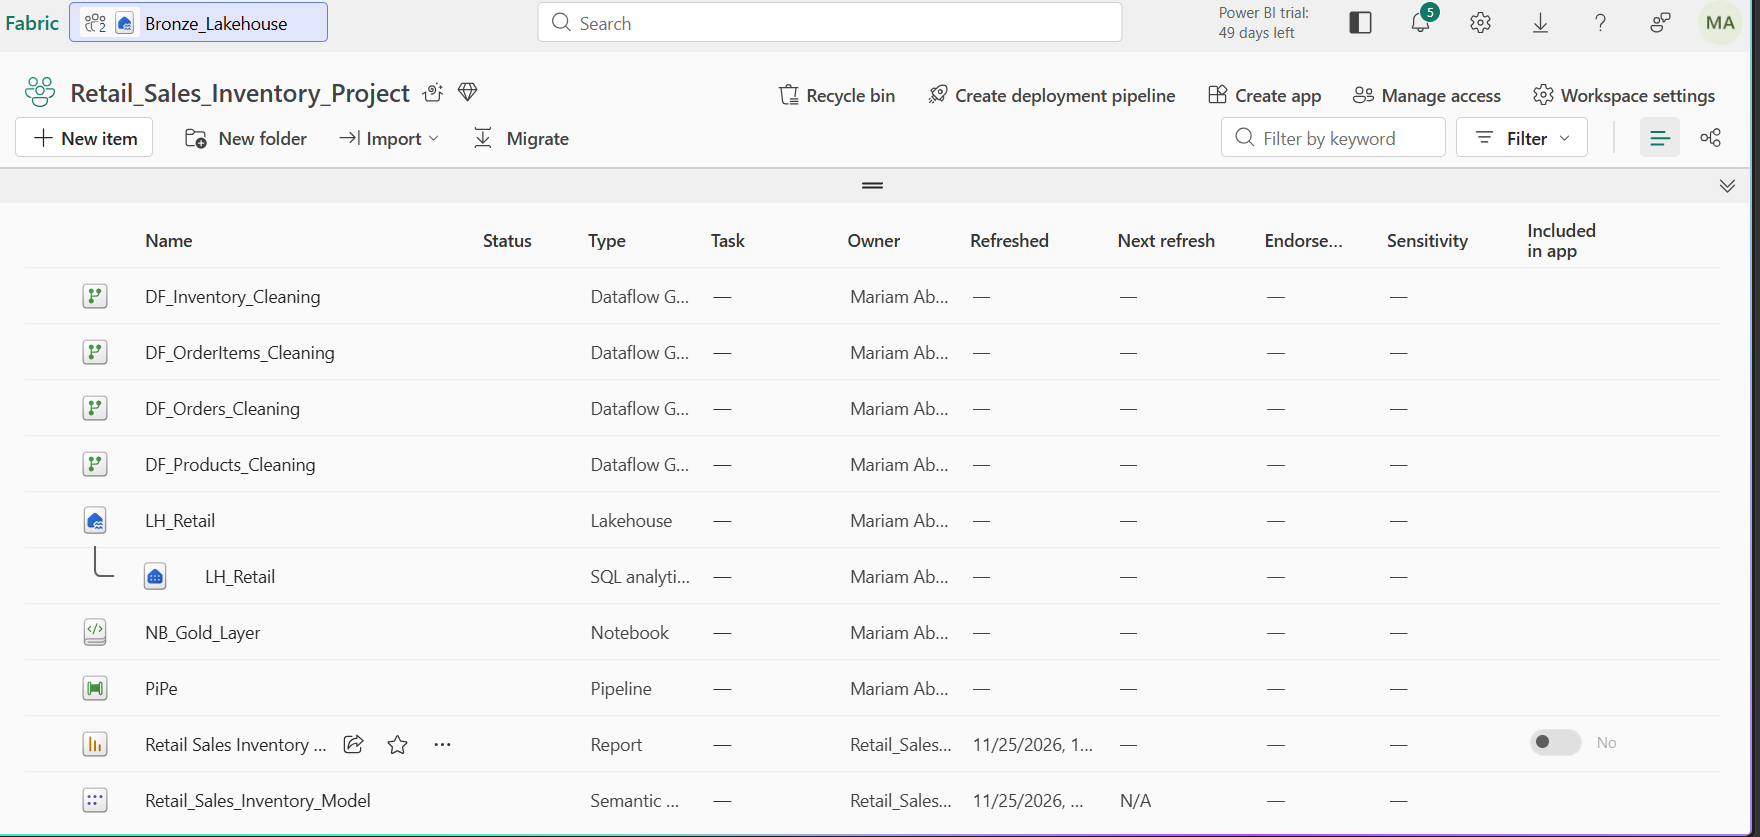 Fabric
2
Bronze_Lakehouse
Search
Power BI trial:
49 days left
5
?
MA
Retail_Sales_Inventory_Project
Recycle bin
Create deployment pipeline
Create app
Manage access
Workspace settings
New item
New folder
Import
Migrate
Filter by keyword
Filter
Name Status Type Task Owner Refreshed Next refresh Endorse... Sensitivity Included
in app
DF_Inventory_Cleaning Dataflow G... — Mariam Ab... — — — —
DF_OrderItems_Cleaning Dataflow G... — Mariam Ab... — — — —
DF_Orders_Cleaning Dataflow G... — Mariam Ab... — — — —
DF_Products_Cleaning Dataflow G... — Mariam Ab... — — — —
LH_Retail Lakehouse — Mariam Ab... — — — —
LH_Retail SQL analyti... — Mariam Ab... — — — —
NB_Gold_Layer Notebook — Mariam Ab... — — — —
PiPe Pipeline — Mariam Ab... — — — —
Retail Sales Inventory ... Report — Retail_Sales... 11/25/2026, 1... — — — No
Retail_Sales_Inventory_Model Semantic ... — Retail_Sales... 11/25/2026, ... N/A — —